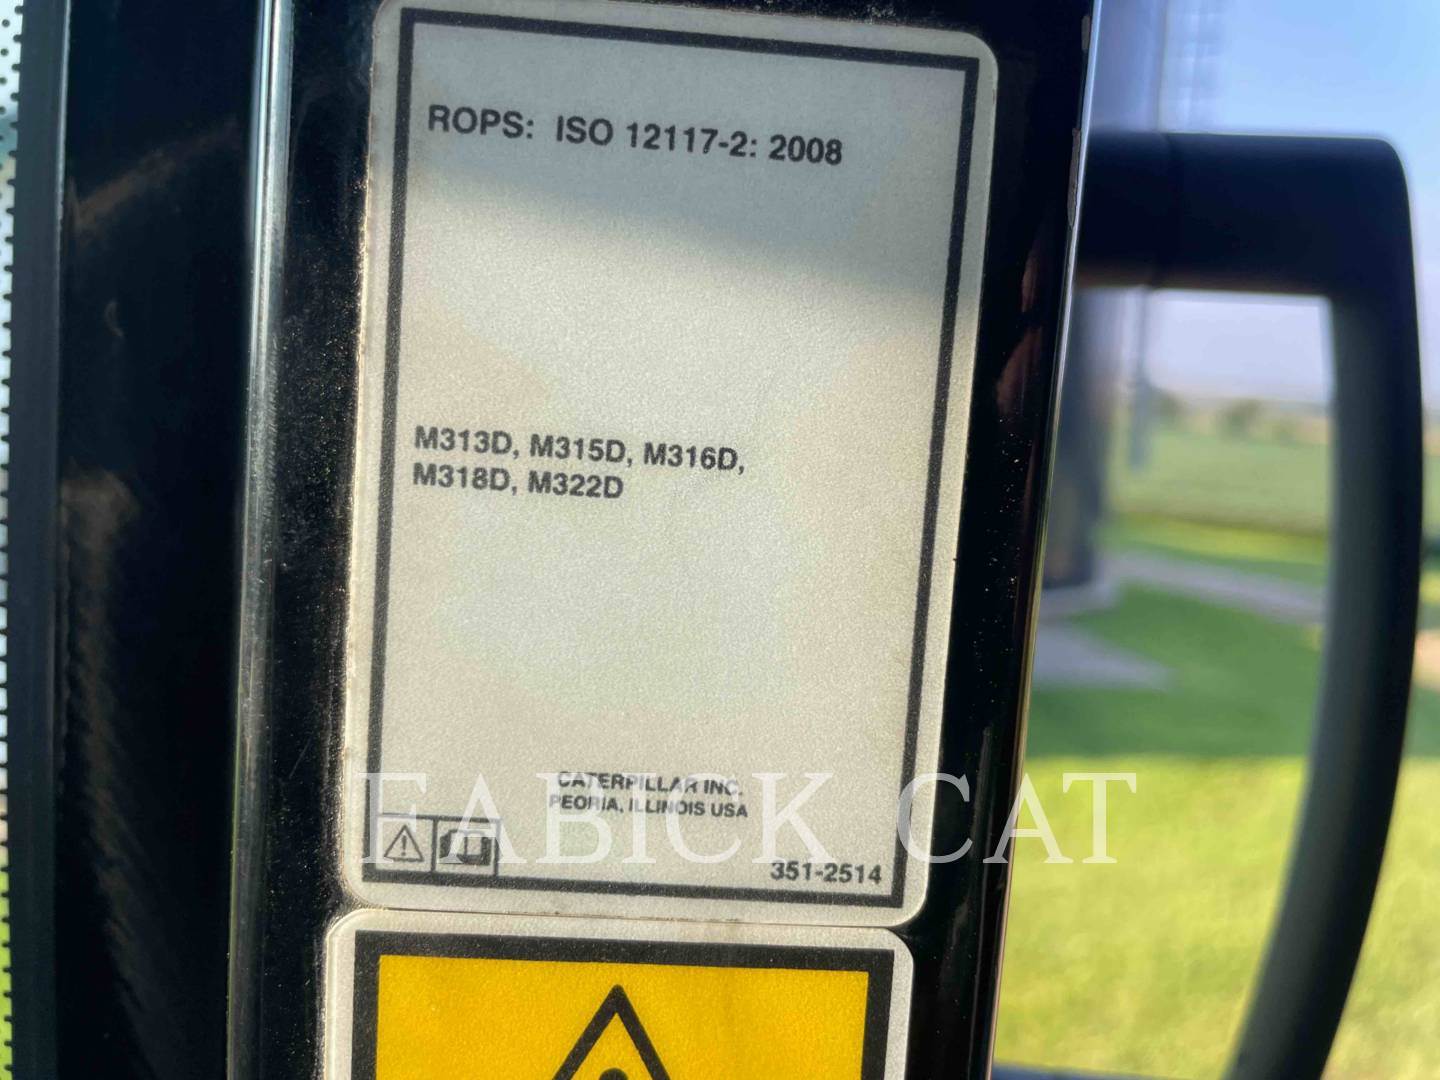 ROPS: ISO 12117-2: 2008
M313D, M315D, M316D,
M318D, M322D
CATERPILLAR INC.
PEORIA, ILLINOIS USA
FABICK CAT
351-2514